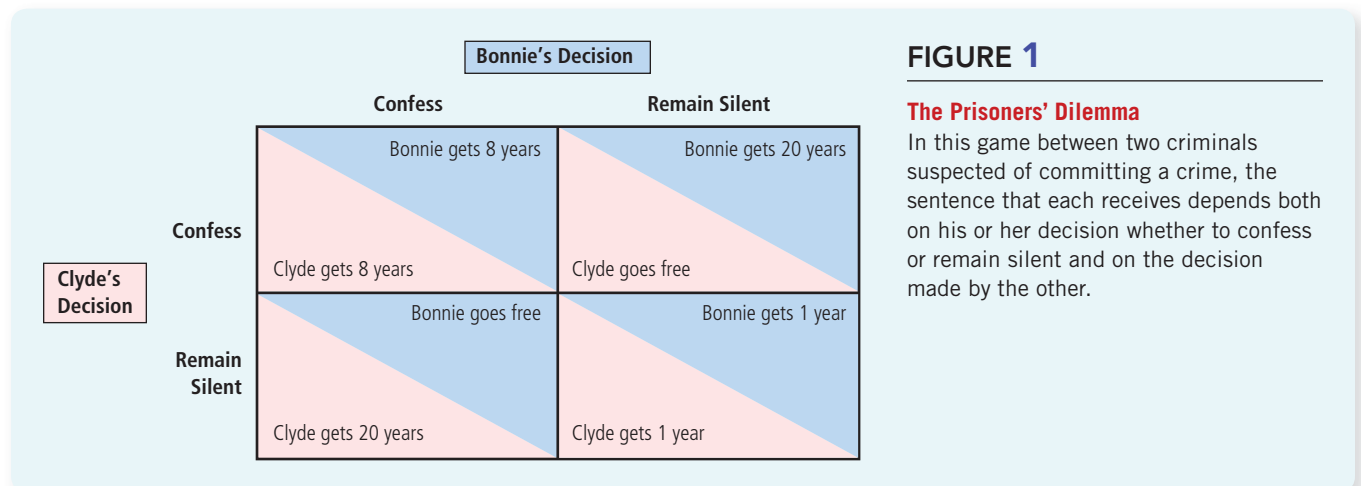 Bonnie's Decision
Confess
Remain Silent
Bonnie gets 8 years
Bonnie gets 20 years
Confess
Clyde gets 8 years
Clyde goes free
Clyde's
Decision
Bonnie goes free
Bonnie gets 1 year
Remain
Silent
Clyde gets 20 years
Clyde gets 1 year
FIGURE 1
The Prisoners' Dilemma
In this game between two criminals
suspected of committing a crime, the
sentence that each receives depends both
on his or her decision whether to confess
or remain silent and on the decision
made by the other.